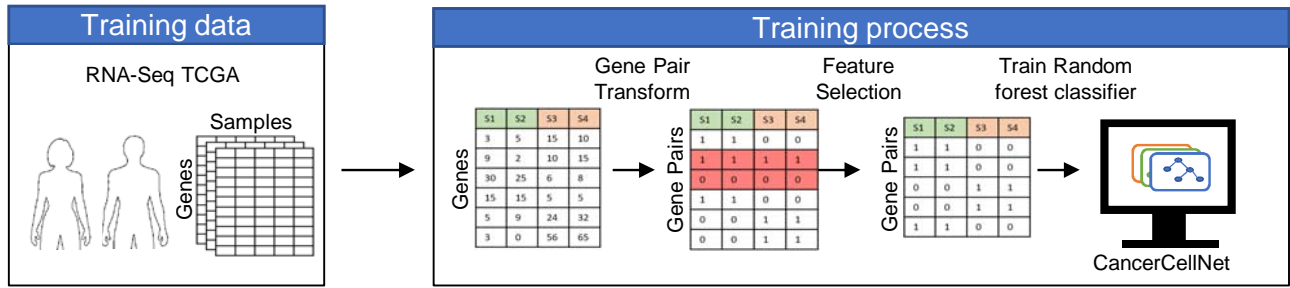 Training data
Training process
RNA-Seq TCGA
Samples
Genes
Gene Pair
Transform
Feature
Selection
Train Random
forest classifier
Genes
S1 S2 S3 S4
3 5 15 10
9 2 10 15
30 25 6 8
15 15 5 5
5 9 24 32
3 0 56 65
Gene Pairs
S1 S2 S3 S4
1 1 0 0
1 1 1 1
0 0 0 0
1 1 0 0
0 0 1 1
0 0 1 1
Gene Pairs
S1 S2 S3 S4
1 1 0 0
1 1 0 0
0 0 1 1
0 0 1 1
1 1 0 0
CancerCellNet